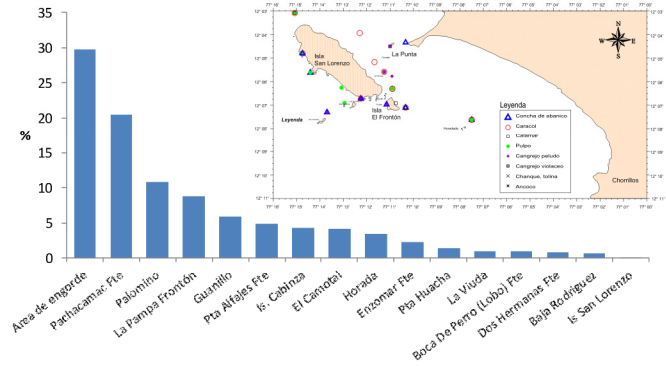 35
30
25
20
15
10
5
0
%
Area de engorde
Pachacamac Fte
Palomino
La Pampa Frontón
Guanillo
Pta Alfajes Fte
Is. Cabinza
El Camotal
Horada
Enzomar Fte
Pta Huacha
La Viuda
Boca De Perro (Lobo) Fte
Dos Hermanas Fte
Baja Rodríguez
Is San Lorenzo
Isla
San Lorenzo
La Punta
Isla
El Frontón
Chorrillos
N
W E
S
Leyenda
Leyenda
Concha de abanico
Caracol
Calamar
Pulpo
Cangrejo peludo
Cangrejo violaceo
Chanque, tolina
Ancoco